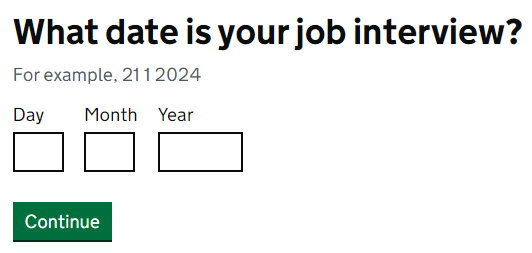 What date is your job interview?
For example, 21 1 2024
Day Month Year
Continue